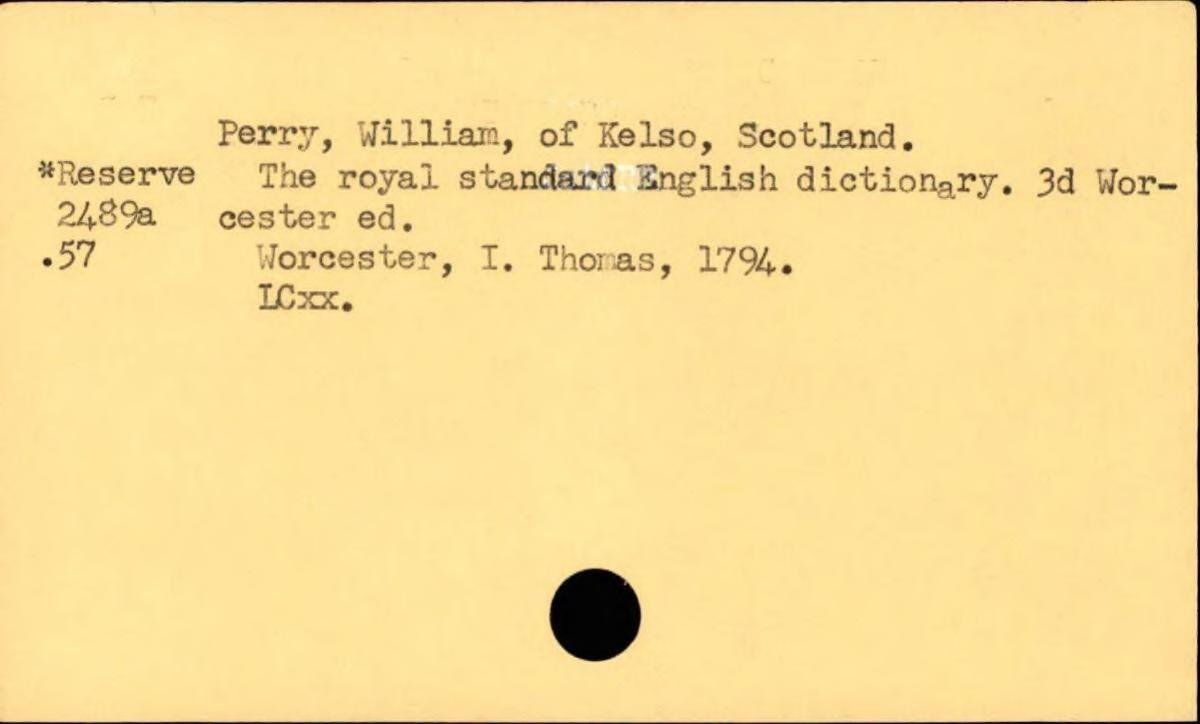 Perry, William, of Kelso, Scotland.
*Reserve The royal standard English dictionary. 3d Wor-
2489a cester ed.
.57 Worcester, I. Thomas, 1794.
LCxx.